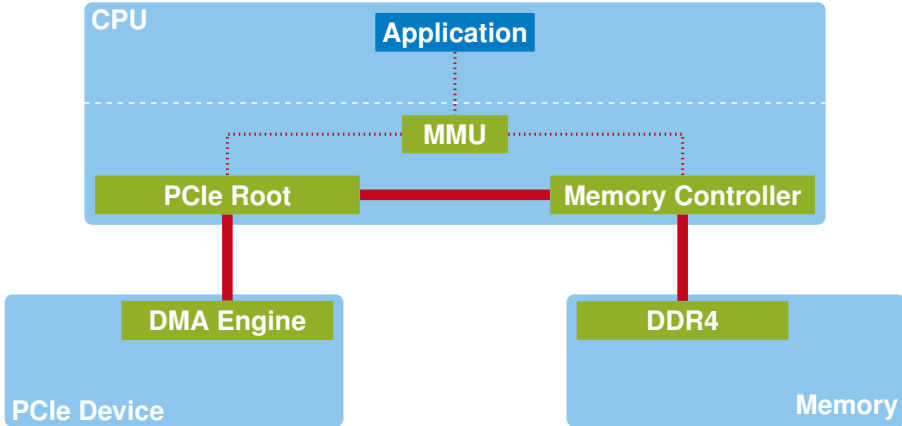 CPU
Application
MMU
PCIe Root
Memory Controller
DMA Engine
DDR4
PCIe Device
Memory